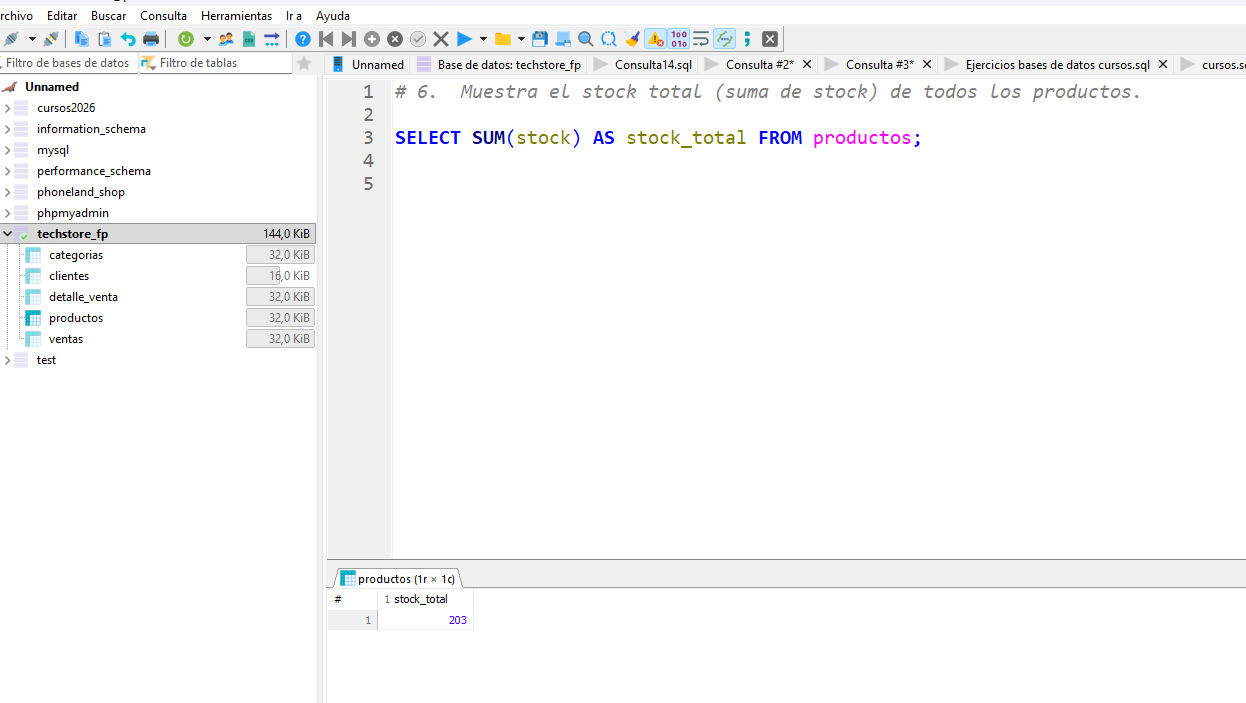 rchivo Editar Buscar Consulta Herramientas Ir a Ayuda
Filtro de bases de datos Filtro de tablas
Unnamed Base de datos: techstore_fp Consulta14.sql Consulta #2* Consulta #3* Ejercicios bases de datos cursos.sql
Unnamed
cursos2026
information_schema
mysql
performance_schema
phoneland_shop
phpmyadmin
techstore_fp 144,0 KiB
categorias 32,0 KiB
clientes 16,0 KiB
detalle_venta 32,0 KiB
productos 32,0 KiB
ventas 32,0 KiB
test
1 # 6.  Muestra el stock total (suma de stock) de todos los productos.
2
3 SELECT SUM(stock) AS stock_total FROM productos;
4
5
productos (1r × 1c)
# 1 stock_total
1 203